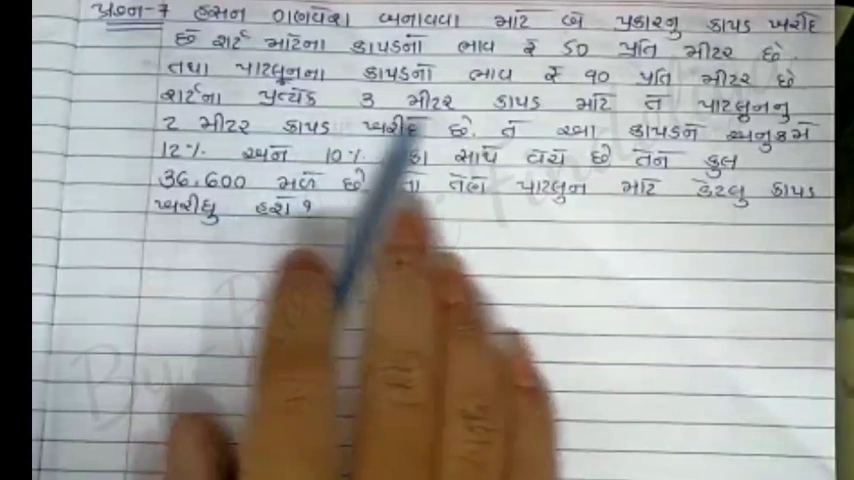 પ્રશ્ન-7 હસન ગણવેશ બનાવવા માટે બે પ્રકારનુ કાપડ ખરીદે
છે શર્ટ માટેના કાપડનો ભાવ ₹ 50 પ્રતિ મીટર છે.
તથા પાટલુનના કાપડનો ભાવ ₹ 90 પ્રતિ મીટર છે
શર્ટના પ્રત્યેક 3 મીટર કાપડ માટે તે પાટલુનનુ
2 મીટર કાપડ ખરીદે છે. તે આ કાપડને અનુક્રમે
12% અને 10% સાથે વેચે છે તેને કુલ
36.600 મળે છે. તો તેણે પાટલુન માટે કેટલુ કાપડ
ખરીધુ હશે?